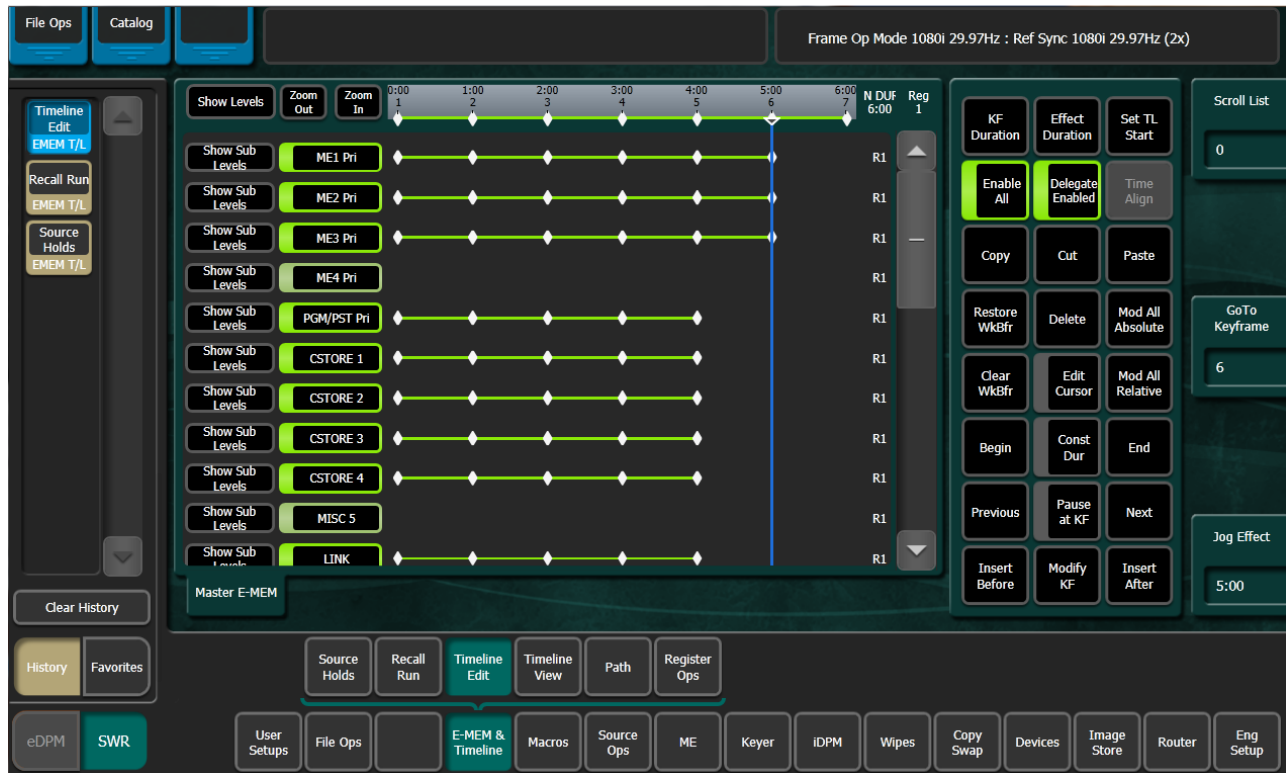 File Ops
Catalog
Frame Op Mode 1080i 29.97Hz : Ref Sync 1080i 29.97Hz (2x)
Timeline
Edit
EMEM T/L
Recall Run
EMEM T/L
Source
Holds
EMEM T/L
Clear History
History
Favorites
eDPM
SWR
Show Levels
Zoom
Out
Zoom
In
0:00 1:00 2:00 3:00 4:00 5:00 6:00
1 2 3 4 5 6 7
N DUF
6:00
Reg
1
Show Sub
Levels
ME1 Pri
R1
Show Sub
Levels
ME2 Pri
R1
Show Sub
Levels
ME3 Pri
R1
Show Sub
Levels
ME4 Pri
R1
Show Sub
Levels
PGM/PST Pri
R1
Show Sub
Levels
CSTORE 1
R1
Show Sub
Levels
CSTORE 2
R1
Show Sub
Levels
CSTORE 3
R1
Show Sub
Levels
CSTORE 4
R1
Show Sub
Levels
MISC 5
R1
Show Sub
Levels
LINK
R1
Master E-MEM
KF
Duration
Effect
Duration
Set TL
Start
Enable
All
Delegate
Enabled
Time
Align
Copy
Cut
Paste
Restore
WkBfr
Delete
Mod All
Absolute
Clear
WkBfr
Edit
Cursor
Mod All
Relative
Begin
Const
Dur
End
Previous
Pause
at KF
Next
Insert
Before
Modify
KF
Insert
After
Scroll List
0
GoTo
Keyframe
6
Jog Effect
5:00
Source
Holds
Recall
Run
Timeline
Edit
Timeline
View
Path
Register
Ops
User
Setups
File Ops
E-MEM &
Timeline
Macros
Source
Ops
ME
Keyer
iDPM
Wipes
Copy
Swap
Devices
Image
Store
Router
Eng
Setup